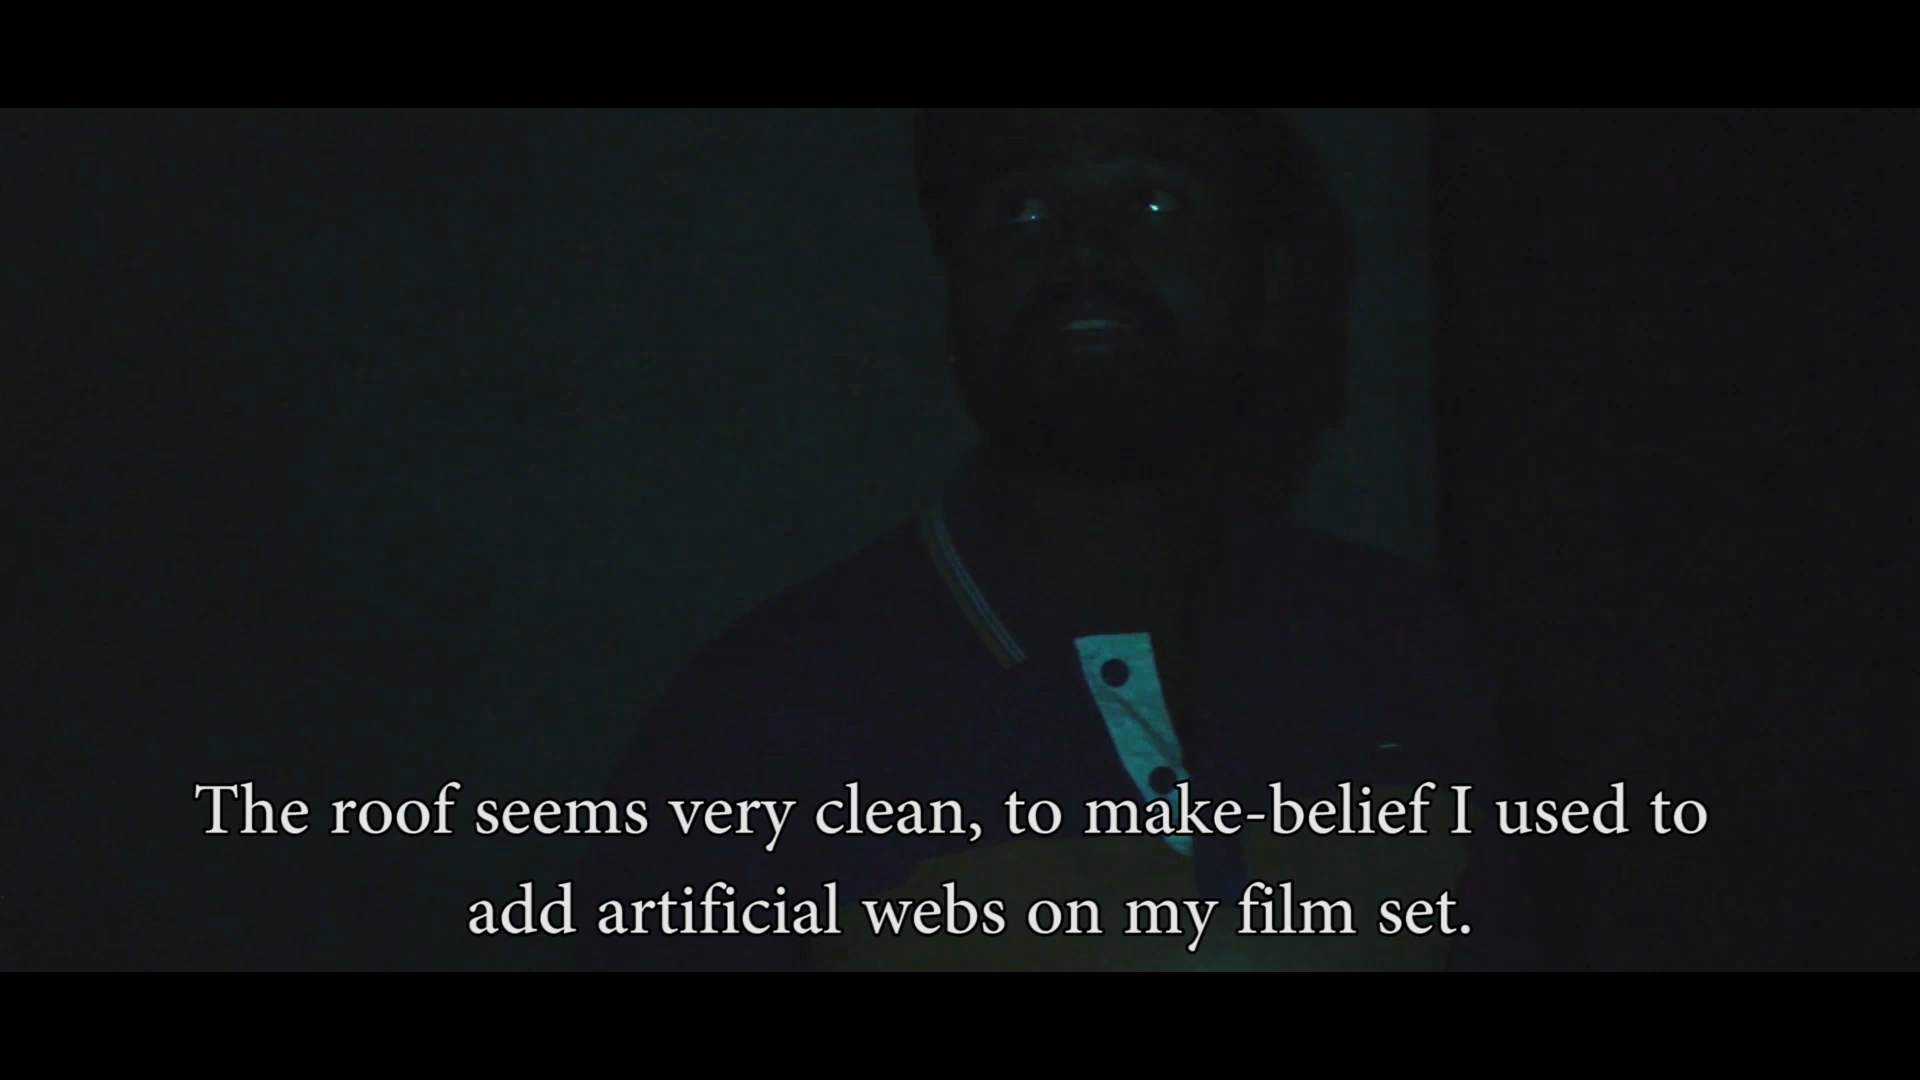 The roof seems very clean, to make-belief I used to
add artificial webs on my film set.